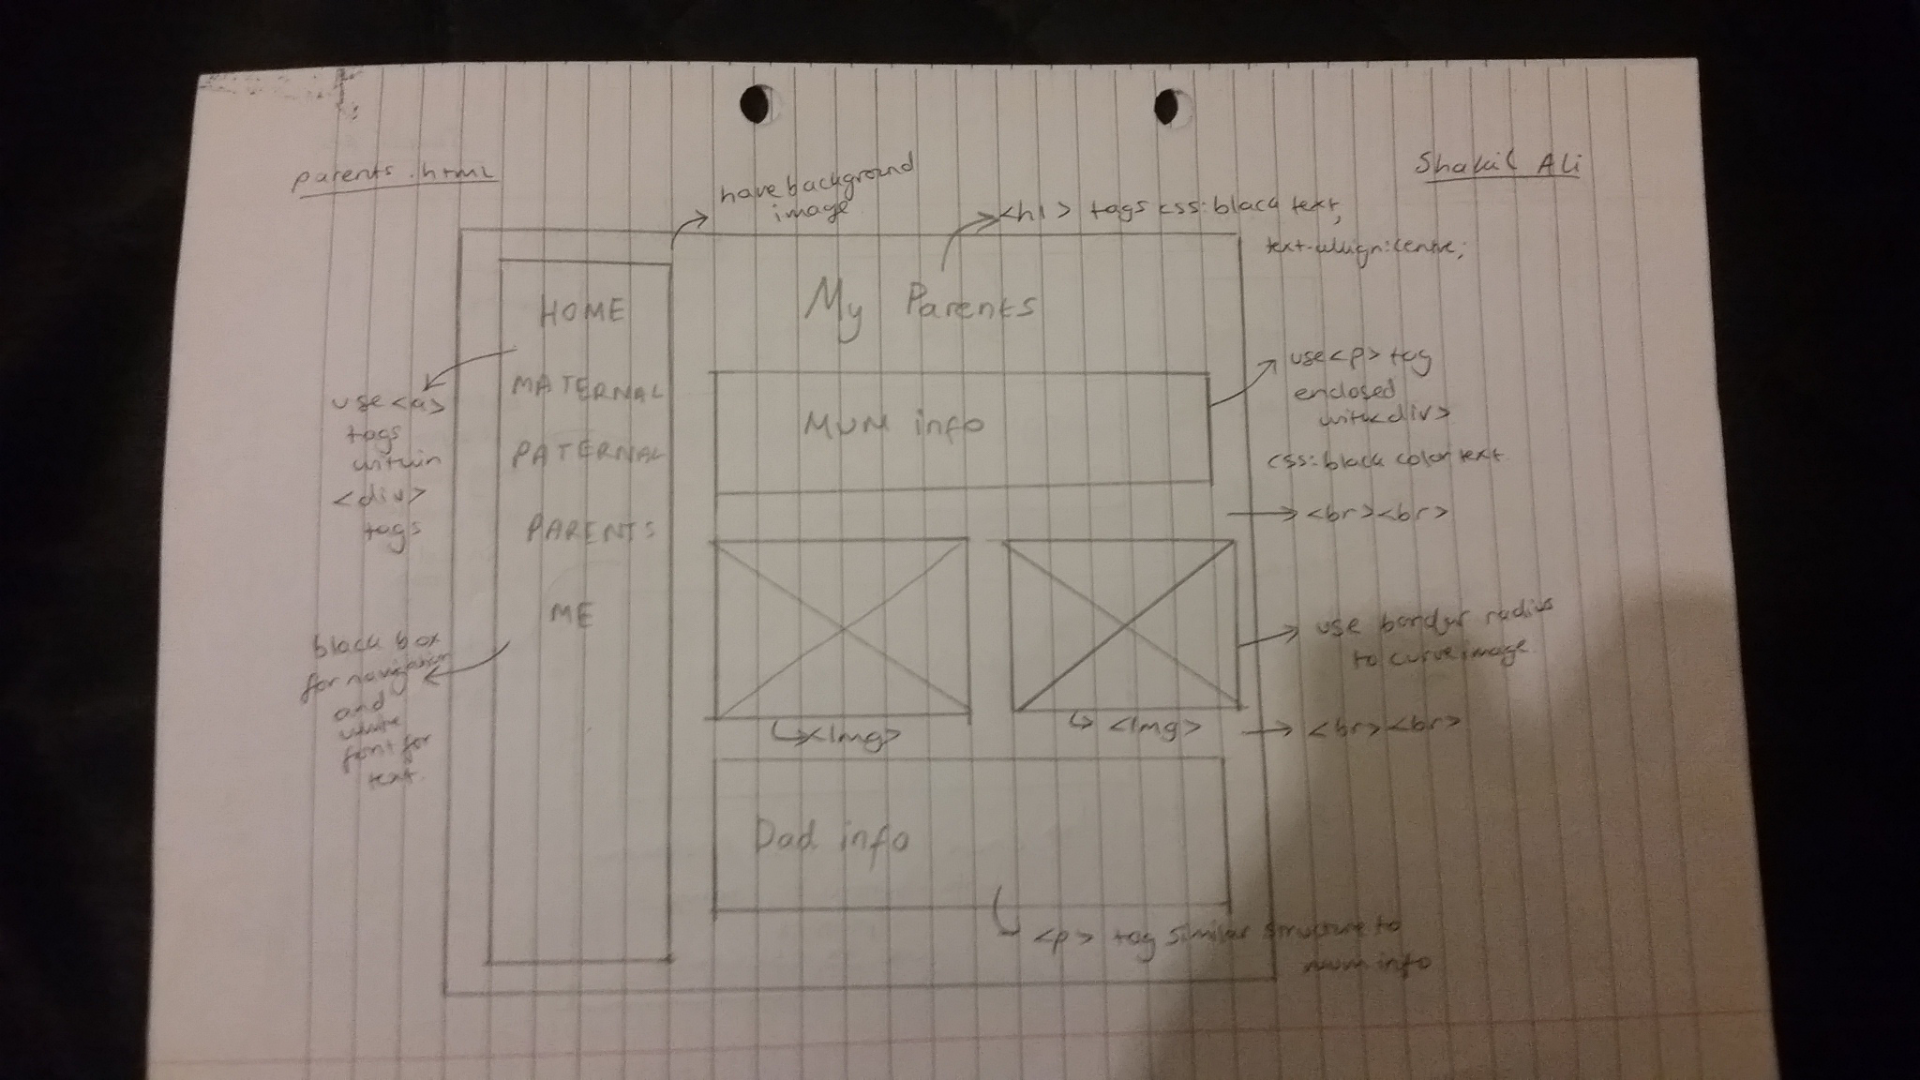 parents.html
Shakil Ali
have background
image
<h1> tags css: black text,
text-allign:centre;
HOME
MATERNAL
PATERNAL
PARENTS
ME
My Parents
use <a>
tags
within
<div>
tags
black box
for navigation
and
white
font for
text.
MUM info
use <p> tag
enclosed
with <div>
css: black color text.
<br><br>
use border radius
to curve image.
<img>
<img>
<br><br>
Dad info
<p> tag similar structure to
mum info